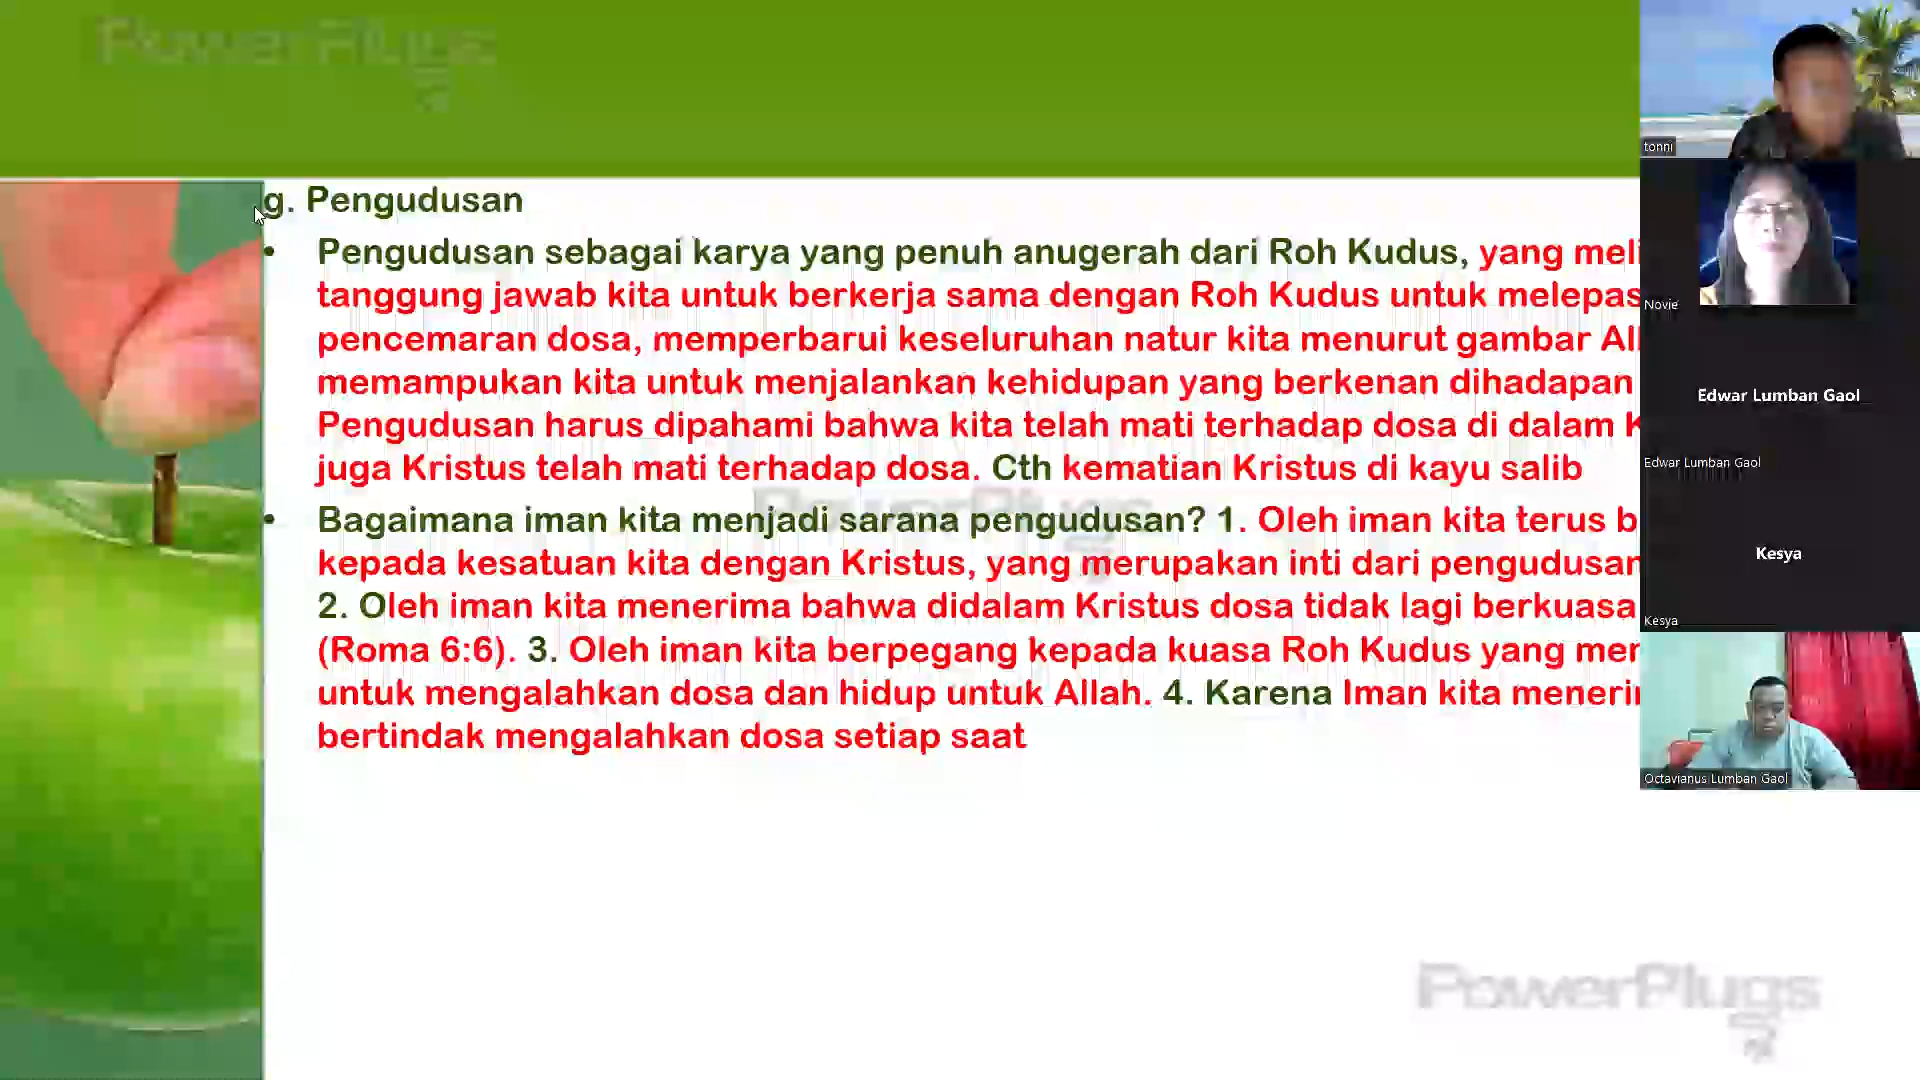 PowerPlugs
g. Pengudusan
• Pengudusan sebagai karya yang penuh anugerah dari Roh Kudus, yang
tanggung jawab kita untuk berkerja sama dengan Roh Kudus untuk
pencemaran dosa, memperbarui keseluruhan natur kita menurut gambar
memampukan kita untuk menjalankan kehidupan yang berkenan dihadapan
Pengudusan harus dipahami bahwa kita telah mati terhadap dosa di dalam
juga Kristus telah mati terhadap dosa. Cth kematian Kristus di kayu salib
• Bagaimana iman kita menjadi sarana pengudusan? 1. Oleh iman kita terus
kepada kesatuan kita dengan Kristus, yang merupakan inti dari
2. Oleh iman kita menerima bahwa didalam Kristus dosa tidak lagi berkuasa
(Roma 6:6). 3. Oleh iman kita berpegang kepada kuasa Roh Kudus yang
untuk mengalahkan dosa dan hidup untuk Allah. 4. Karena Iman kita
bertindak mengalahkan dosa setiap saat
PowerPlugs
PowerPlugs
tonni
Novie
Edwar Lumban Gaol
Edwar Lumban Gaol
Kesya
Kesya
Octavianus Lumban Gaol